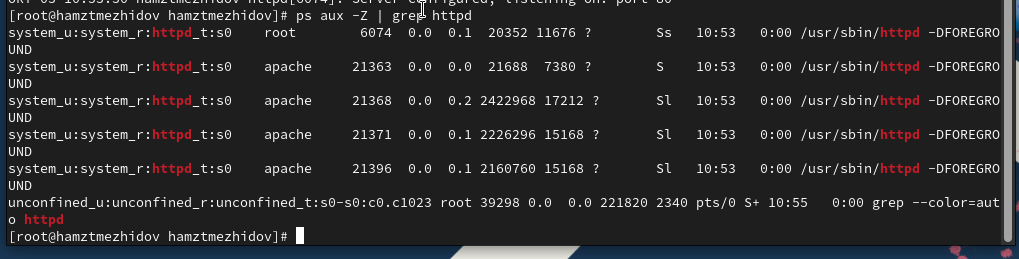 [root@hamztmezhidov hamztmezhidov]# ps aux -Z | grep httpd
system_u:system_r:httpd_t:s0    root        6074  0.0  0.1  20352 11676 ?        Ss   10:53   0:00 /usr/sbin/httpd -DFOREGRO
UND
system_u:system_r:httpd_t:s0    apache     21363  0.0  0.0  21688  7380 ?        S    10:53   0:00 /usr/sbin/httpd -DFOREGRO
UND
system_u:system_r:httpd_t:s0    apache     21368  0.0  0.2 2422968 17212 ?       Sl   10:53   0:00 /usr/sbin/httpd -DFOREGRO
UND
system_u:system_r:httpd_t:s0    apache     21371  0.0  0.1 2226296 15168 ?       Sl   10:53   0:00 /usr/sbin/httpd -DFOREGRO
UND
system_u:system_r:httpd_t:s0    apache     21396  0.0  0.1 2160760 15168 ?       Sl   10:53   0:00 /usr/sbin/httpd -DFOREGRO
UND
unconfined_u:unconfined_r:unconfined_t:s0-s0:c0.c1023 root 39298 0.0  0.0 221820 2340 pts/0 S+ 10:55   0:00 grep --color=aut
o httpd
[root@hamztmezhidov hamztmezhidov]#